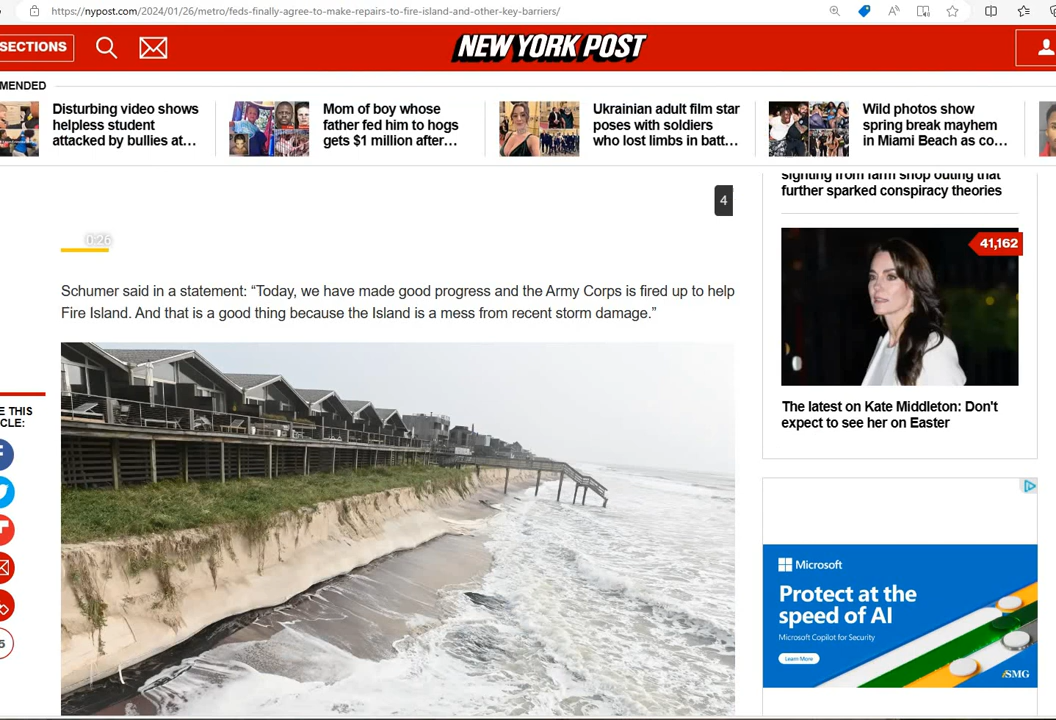 https://nypost.com/2024/01/26/metro/feds-finally-agree-to-make-repairs-to-fire-island-and-other-key-barriers/
SECTIONS
NEW YORK POST
MENDED
Disturbing video shows
helpless student
attacked by bullies at...
Mom of boy whose
father fed him to hogs
gets $1 million after...
Ukrainian adult film star
poses with soldiers
who lost limbs in batt...
Wild photos show
spring break mayhem
in Miami Beach as co...
4
0:26
Schumer said in a statement: “Today, we have made good progress and the Army Corps is fired up to help
Fire Island. And that is a good thing because the Island is a mess from recent storm damage.”
E THIS
CLE:
5
sighting from farm shop outing that
further sparked conspiracy theories
41,162
The latest on Kate Middleton: Don't
expect to see her on Easter
Microsoft
Protect at the
speed of AI
Microsoft Copilot for Security
Learn More
SMG